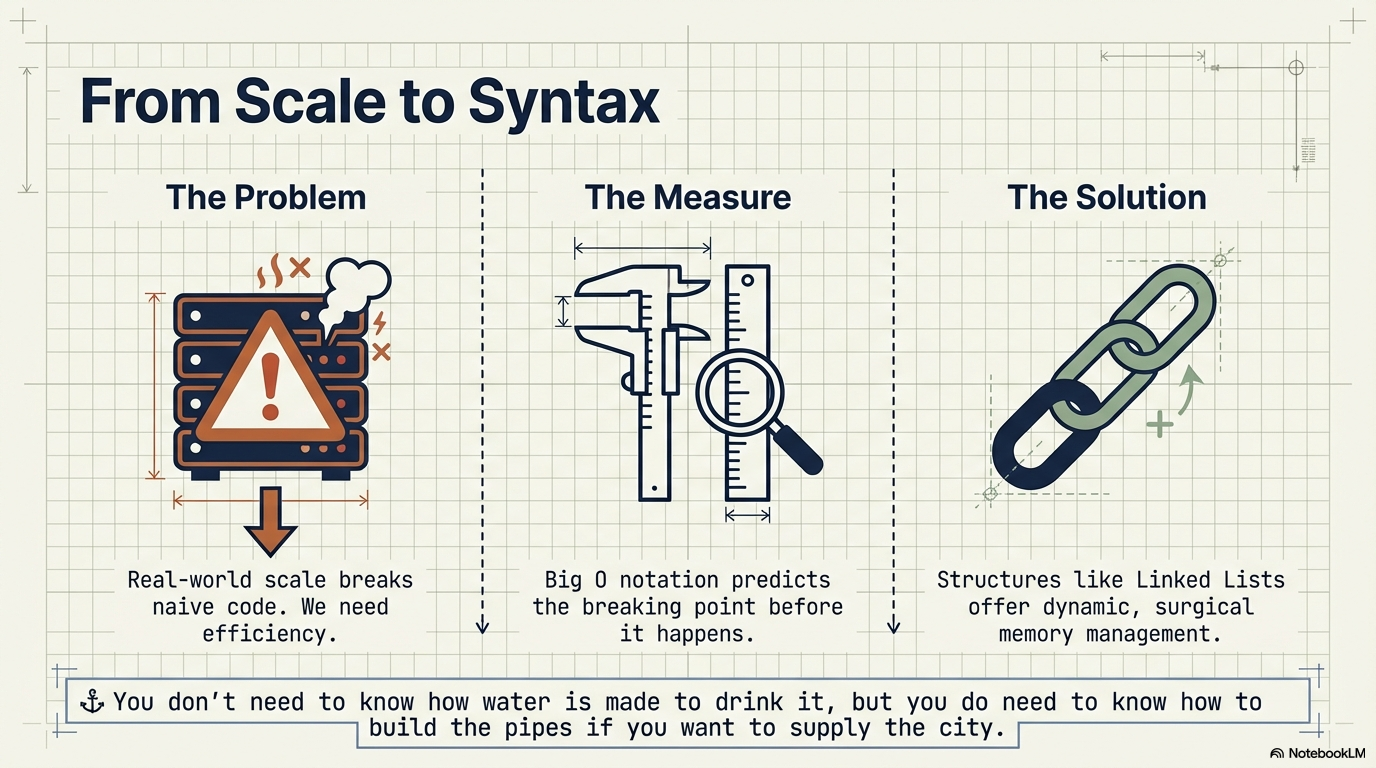 From Scale to Syntax
The Problem
Real-world scale breaks
naive code. We need
efficiency.
The Measure
Big O notation predicts
the breaking point before
it happens.
The Solution
Structures like Linked Lists
offer dynamic, surgical
memory management.
You don't need to know how water is made to drink it, but you do need to know how to
build the pipes if you want to supply the city.
NotebookLM